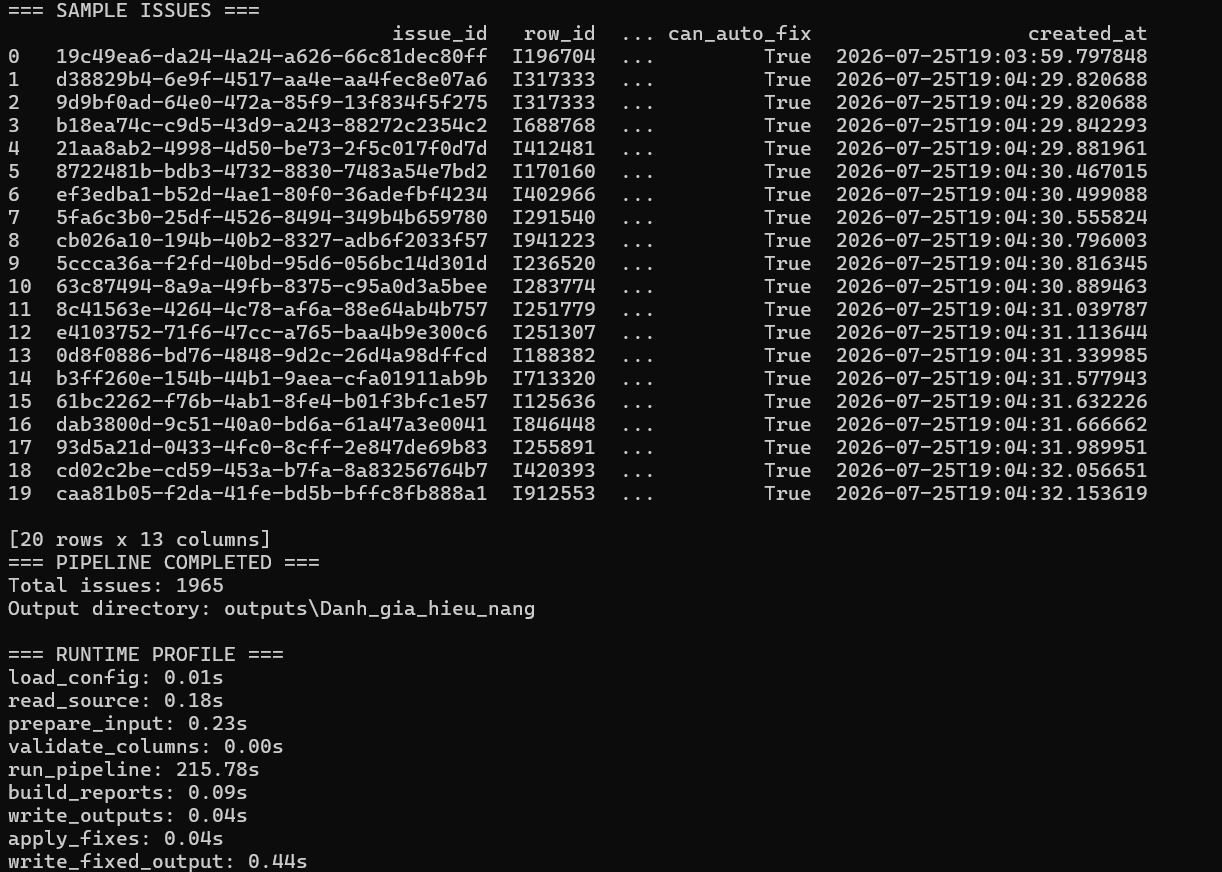 === SAMPLE ISSUES ===
issue_id row_id ... can_auto_fix created_at
0 19c49ea6-da24-4a24-a626-66c81dec80ff I196704 ... True 2026-07-25T19:03:59.797848
1 d38829b4-6e9f-4517-aa4e-aa4fec8e07a6 I317333 ... True 2026-07-25T19:04:29.820688
2 9d9bf0ad-64e0-472a-85f9-13f834f5f275 I317333 ... True 2026-07-25T19:04:29.820688
3 b18ea74c-c9d5-43d9-a243-88272c2354c2 I688768 ... True 2026-07-25T19:04:29.842293
4 21aa8ab2-4998-4d50-be73-2f5c017f0d7d I412481 ... True 2026-07-25T19:04:29.881961
5 8722481b-bdb3-4732-8830-7483a54e7bd2 I170160 ... True 2026-07-25T19:04:30.467015
6 ef3edba1-b52d-4ae1-80f0-36adefbf4234 I402966 ... True 2026-07-25T19:04:30.499088
7 5fa6c3b0-25df-4526-8494-349b4b659780 I291540 ... True 2026-07-25T19:04:30.555824
8 cb026a10-194b-40b2-8327-adb6f2033f57 I941223 ... True 2026-07-25T19:04:30.796003
9 5ccca36a-f2fd-40bd-95d6-056bc14d301d I236520 ... True 2026-07-25T19:04:30.816345
10 63c87494-8a9a-49fb-8375-c95a0d3a5bee I283774 ... True 2026-07-25T19:04:30.889463
11 8c41563e-4264-4c78-af6a-88e64ab4b757 I251779 ... True 2026-07-25T19:04:31.039787
12 e4103752-71f6-47cc-a765-baa4b9e300c6 I251307 ... True 2026-07-25T19:04:31.113644
13 0d8f0886-bd76-4848-9d2c-26d4a98dffcd I188382 ... True 2026-07-25T19:04:31.339985
14 b3ff260e-154b-44b1-9aea-cfa01911ab9b I713320 ... True 2026-07-25T19:04:31.577943
15 61bc2262-f76b-4ab1-8fe4-b01f3bfc1e57 I125636 ... True 2026-07-25T19:04:31.632226
16 dab3800d-9c51-40a0-bd6a-61a47a3e0041 I846448 ... True 2026-07-25T19:04:31.666662
17 93d5a21d-0433-4fc0-8cff-2e847de69b83 I255891 ... True 2026-07-25T19:04:31.989951
18 cd02c2be-cd59-453a-b7fa-8a83256764b7 I420393 ... True 2026-07-25T19:04:32.056651
19 caa81b05-f2da-41fe-bd5b-bffc8fb888a1 I912553 ... True 2026-07-25T19:04:32.153619
[20 rows x 13 columns]
=== PIPELINE COMPLETED ===
Total issues: 1965
Output directory: outputs\Danh_gia_hieu_nang
=== RUNTIME PROFILE ===
load_config: 0.01s
read_source: 0.18s
prepare_input: 0.23s
validate_columns: 0.00s
run_pipeline: 215.78s
build_reports: 0.09s
write_outputs: 0.04s
apply_fixes: 0.04s
write_fixed_output: 0.44s